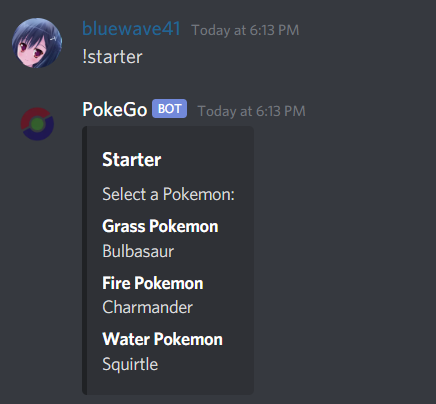 bluewave41 Today at 6:13 PM
!starter
PokeGo BOT Today at 6:13 PM
Starter
Select a Pokemon:
Grass Pokemon
Bulbasaur
Fire Pokemon
Charmander
Water Pokemon
Squirtle